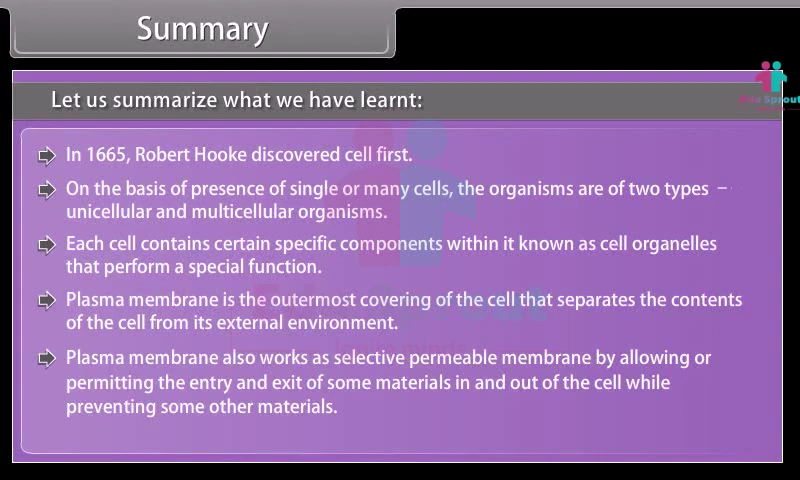 Summary
Edu Sprout
Let us summarize what we have learnt:
In 1665, Robert Hooke discovered cell first.
On the basis of presence of single or many cells, the organisms are of two types –
unicellular and multicellular organisms.
Each cell contains certain specific components within it known as cell organelles
that perform a special function.
Plasma membrane is the outermost covering of the cell that separates the contents
of the cell from its external environment.
Plasma membrane also works as selective permeable membrane by allowing or
permitting the entry and exit of some materials in and out of the cell while
preventing some other materials.
Edu Sprout